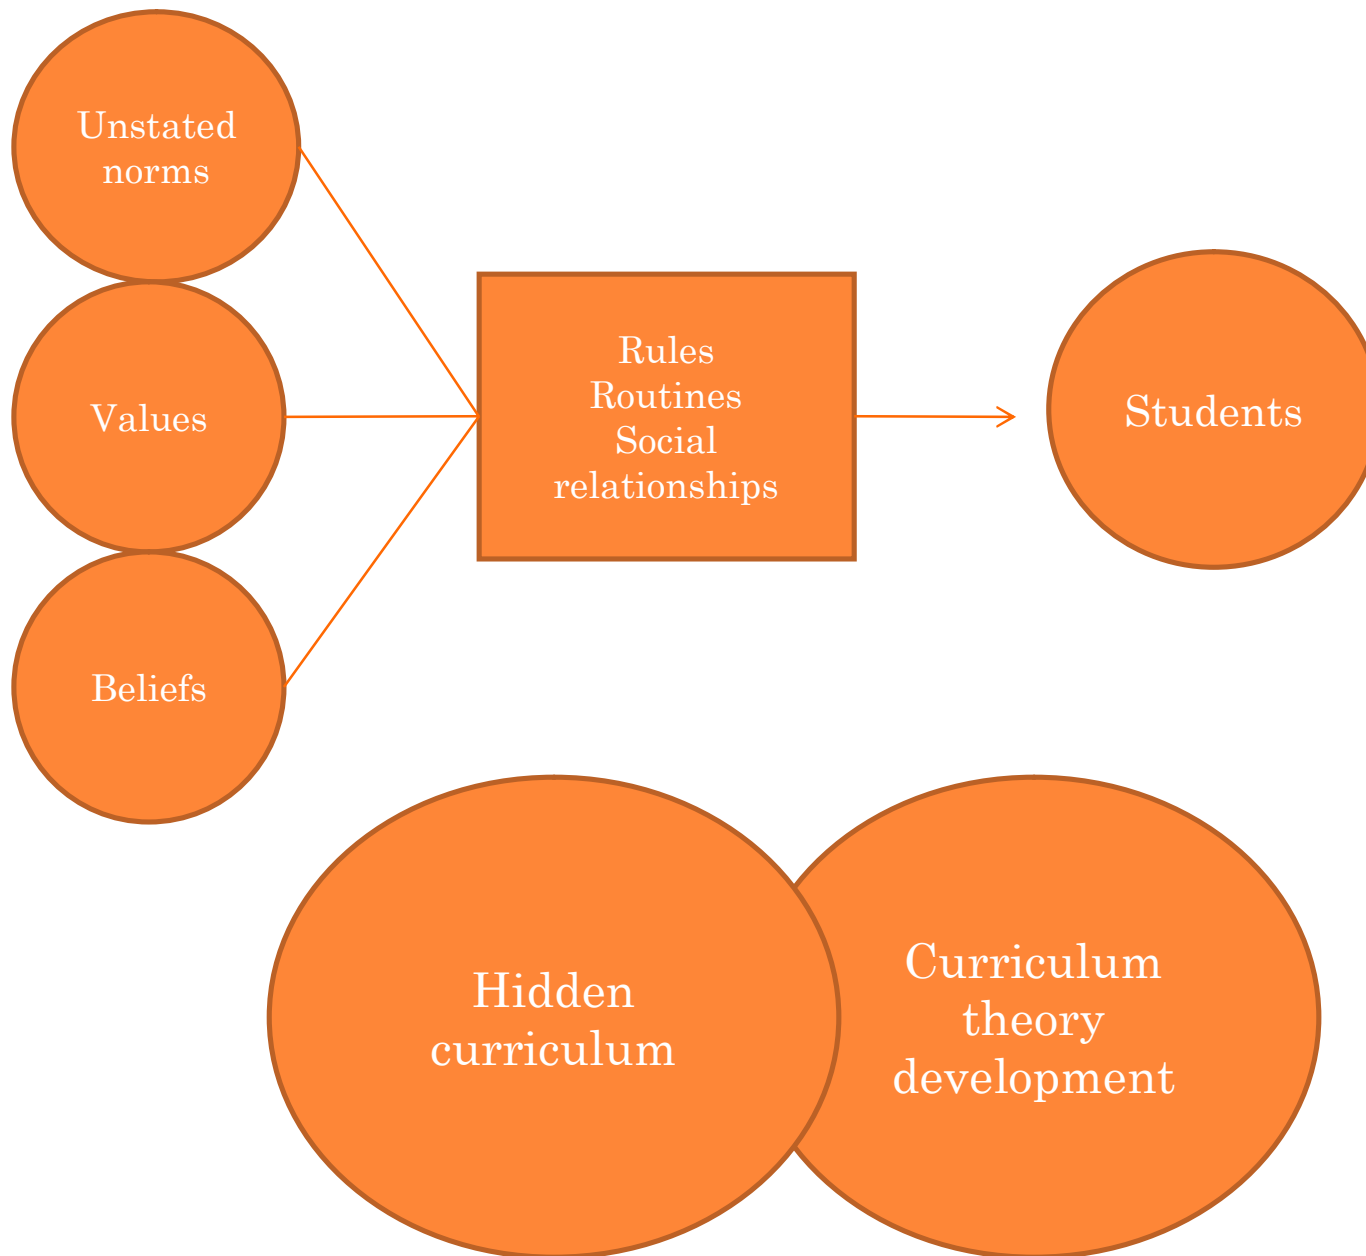 Unstated
norms
Values
Beliefs
Rules
Routines
Social
relationships
Students
Hidden
curriculum
Curriculum
theory
development